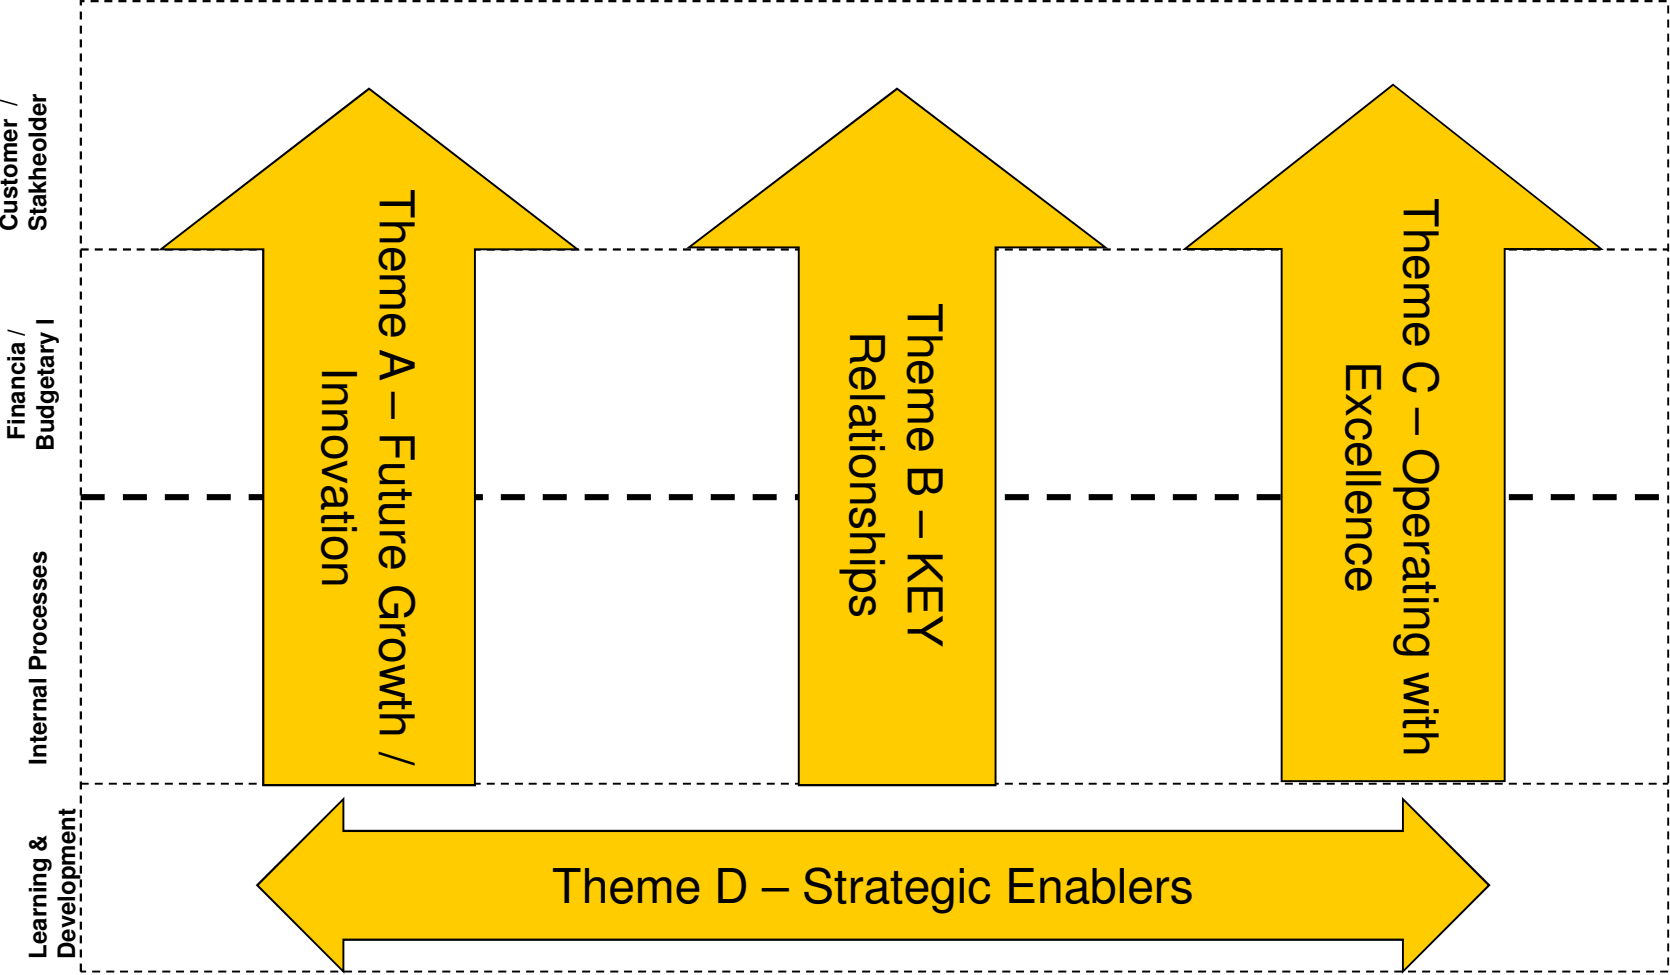 Customer /
Stakheolder
Financia/
Budgetary l
Internal Processes
Learning &
Development
Theme A – Future Growth /
Innovation
Theme B – KEY
Relationships
Theme C – Operating with
Excellence
Theme D – Strategic Enablers